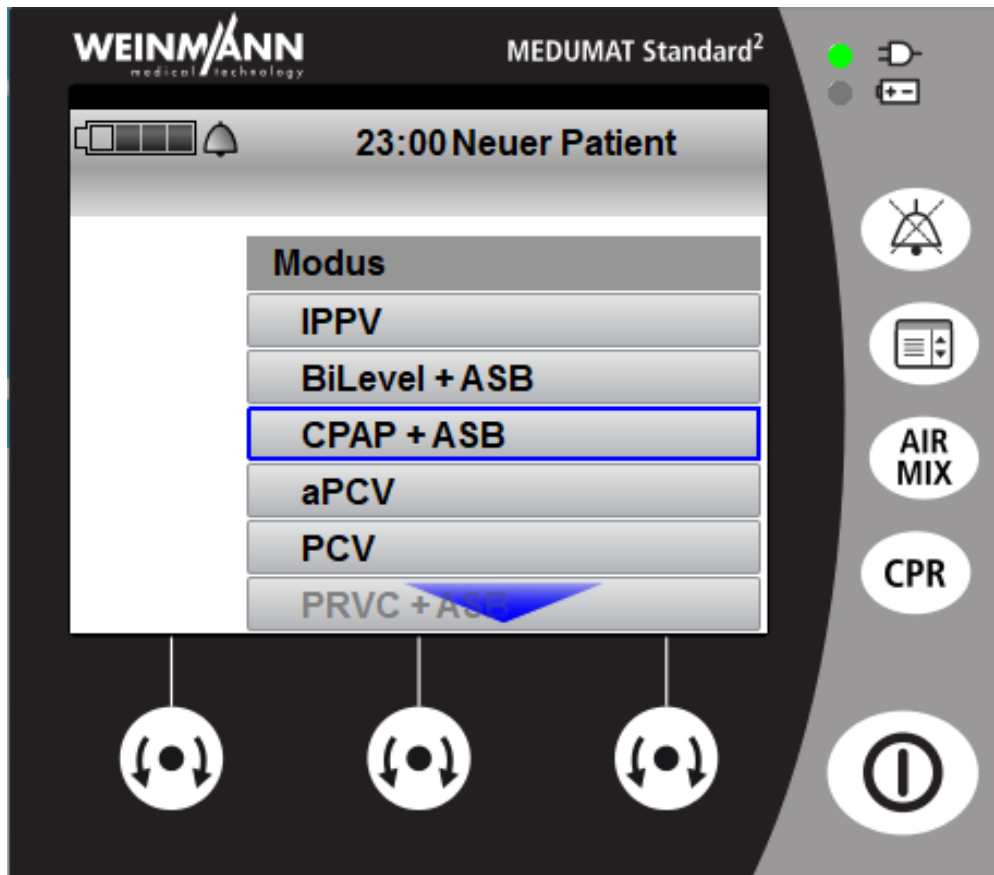 WEINMANN
medical technology
MEDUMAT Standard²
23:00 Neuer Patient
Modus
IPPV
BiLevel + ASB
CPAP + ASB
aPCV
PCV
PRVC + ASB
AIR
MIX
CPR